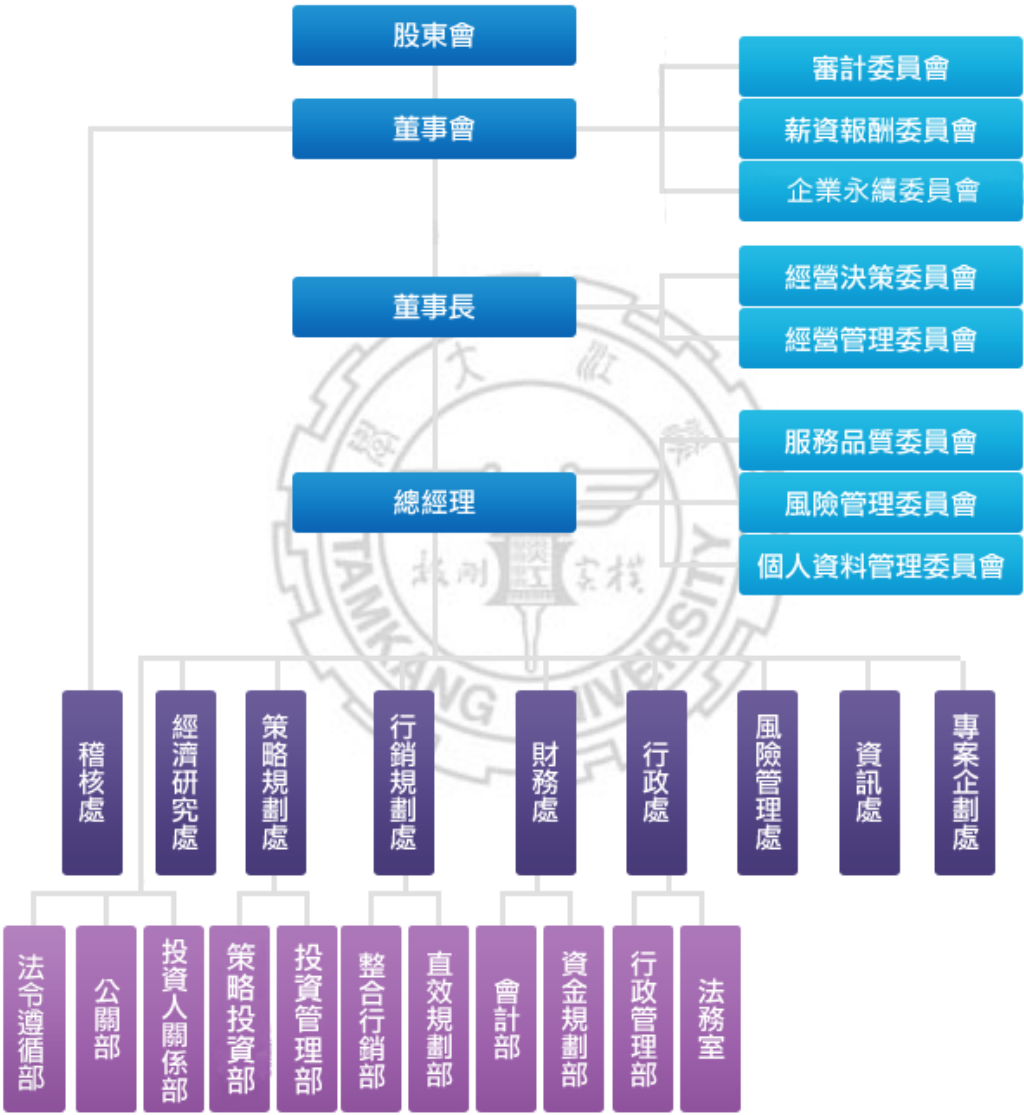 股東會
董事會
審計委員會
薪資報酬委員會
企業永續委員會
董事長
經營決策委員會
經營管理委員會
總經理
服務品質委員會
風險管理委員會
個人資料管理委員會
TAMKANG UNIVERSITY
大
江
樸實剛毅
稽核處
經濟研究處
策略規劃處
行銷規劃處
財務處
行政處
風險管理處
資訊處
專案企劃處
法令遵循部
公關部
投資人關係部
策略投資部
投資管理部
整合行銷部
直效規劃部
會計部
資金規劃部
行政管理部
法務室